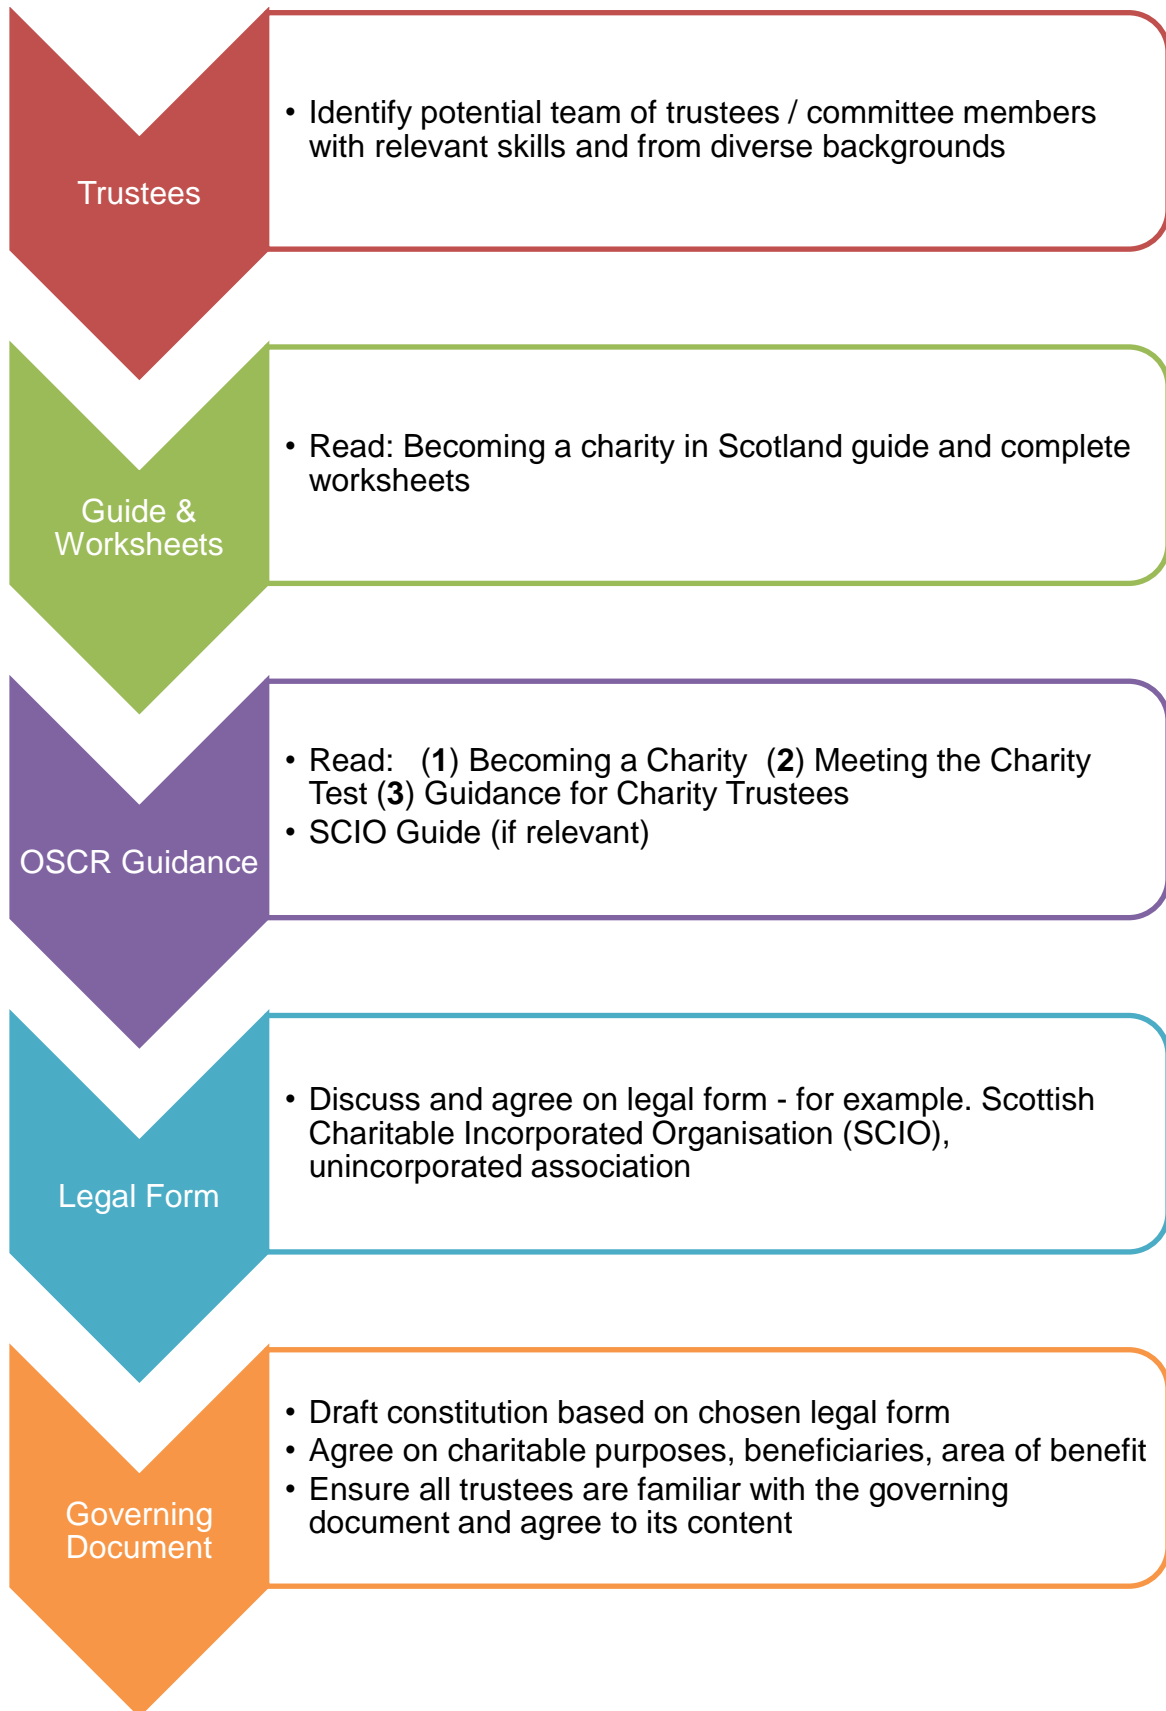 Trustees
• Identify potential team of trustees / committee members
with relevant skills and from diverse backgrounds
Guide &
Worksheets
• Read: Becoming a charity in Scotland guide and complete
worksheets
OSCR Guidance
• Read: (1) Becoming a Charity (2) Meeting the Charity
Test (3) Guidance for Charity Trustees
• SCIO Guide (if relevant)
Legal Form
• Discuss and agree on legal form - for example. Scottish
Charitable Incorporated Organisation (SCIO),
unincorporated association
Governing
Document
• Draft constitution based on chosen legal form
• Agree on charitable purposes, beneficiaries, area of benefit
• Ensure all trustees are familiar with the governing
document and agree to its content